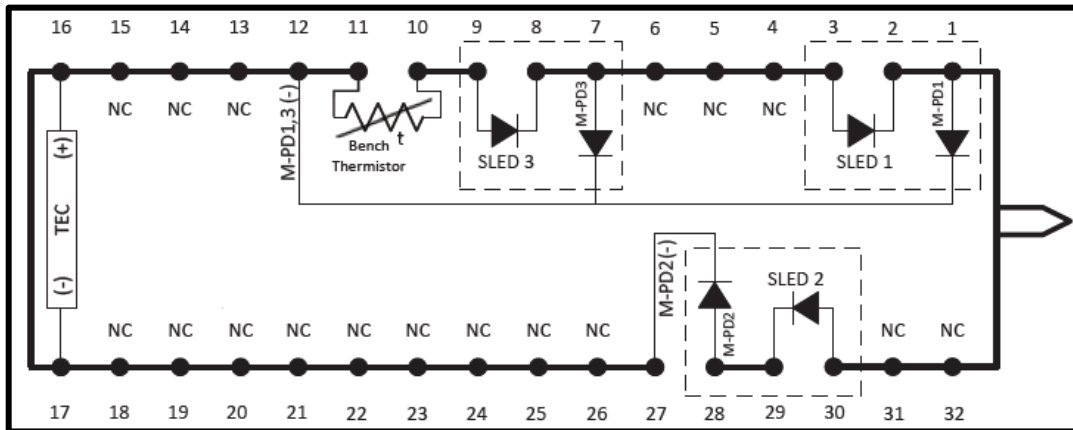 16 15 14 13 12 11 10 9 8 7 6 5 4 3 2 1
NC NC NC NC NC NC
M-PD1,3 (-)
M-PD3
M-PD1
t
Bench
Thermistor
SLED 3
SLED 1
(+)
TEC
(-)
M-PD2(-)
SLED 2
M-PD2
NC NC NC NC NC NC NC NC NC NC NC
17 18 19 20 21 22 23 24 25 26 27 28 29 30 31 32